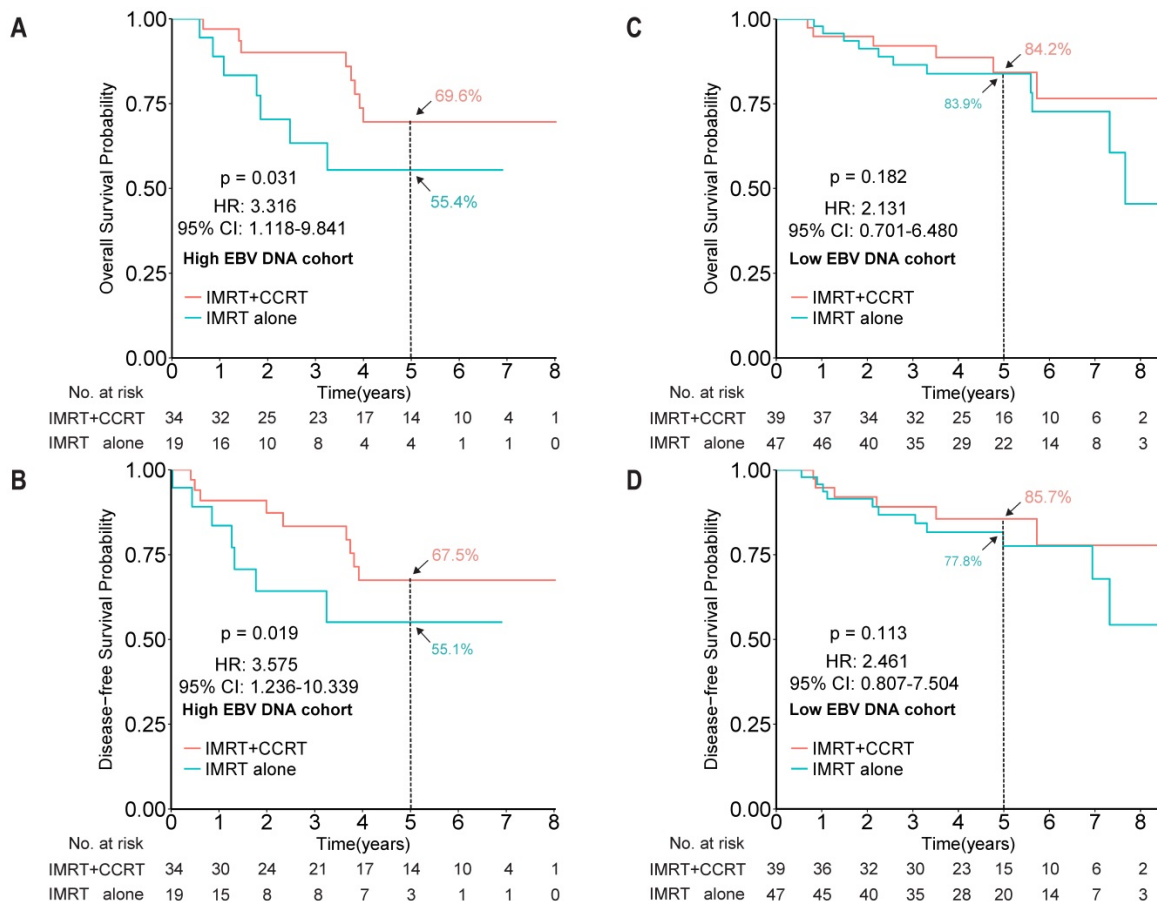 A
Overall Survival Probability
1.00
0.75
0.50
0.25
0.00
69.6%
55.4%
p = 0.031
HR: 3.316
95% CI: 1.118-9.841
High EBV DNA cohort
IMRT+CCRT
IMRT alone
0 1 2 3 4 5 6 7 8
Time(years)
No. at risk
IMRT+CCRT 34 32 25 23 17 14 10 4 1
IMRT alone 19 16 10 8 4 4 1 1 0
B
Disease-free Survival Probability
1.00
0.75
0.50
0.25
0.00
67.5%
55.1%
p = 0.019
HR: 3.575
95% CI: 1.236-10.339
High EBV DNA cohort
IMRT+CCRT
IMRT alone
0 1 2 3 4 5 6 7 8
Time(years)
No. at risk
IMRT+CCRT 34 30 24 21 17 14 10 4 1
IMRT alone 19 15 8 8 7 3 1 1 0
C
Overall Survival Probability
1.00
0.75
0.50
0.25
0.00
84.2%
83.9%
p = 0.182
HR: 2.131
95% CI: 0.701-6.480
Low EBV DNA cohort
IMRT+CCRT
IMRT alone
0 1 2 3 4 5 6 7 8
Time(years)
No. at risk
IMRT+CCRT 39 37 34 32 25 16 10 6 2
IMRT alone 47 46 40 35 29 22 14 8 3
D
Disease-free Survival Probability
1.00
0.75
0.50
0.25
0.00
85.7%
77.8%
p = 0.113
HR: 2.461
95% CI: 0.807-7.504
Low EBV DNA cohort
IMRT+CCRT
IMRT alone
0 1 2 3 4 5 6 7 8
Time(years)
No. at risk
IMRT+CCRT 39 36 32 30 23 15 10 6 2
IMRT alone 47 45 40 35 28 20 14 7 3